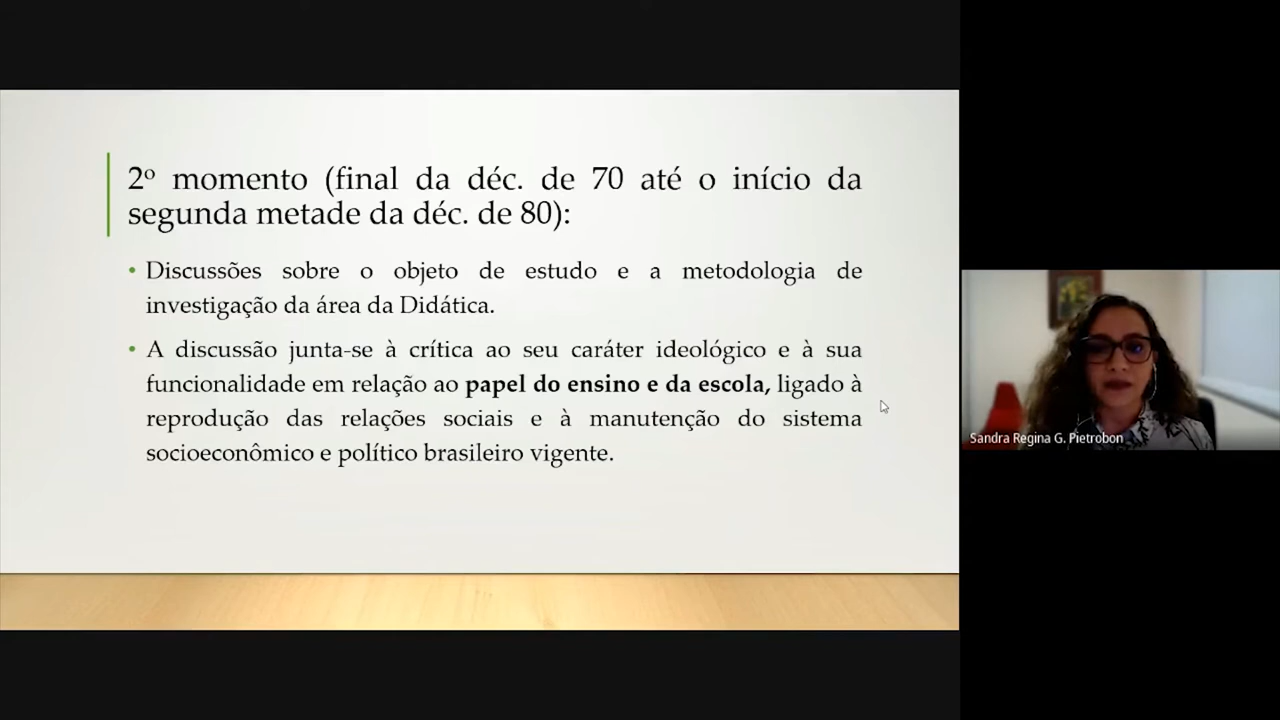 2º momento (final da déc. de 70 até o início da
segunda metade da déc. de 80):
• Discussões sobre o objeto de estudo e a metodologia de
investigação da área da Didática.
• A discussão junta-se à crítica ao seu caráter ideológico e à sua
funcionalidade em relação ao papel do ensino e da escola, ligado à
reprodução das relações sociais e à manutenção do sistema
socioeconômico e político brasileiro vigente.
Sandra Regina G. Pietrobon